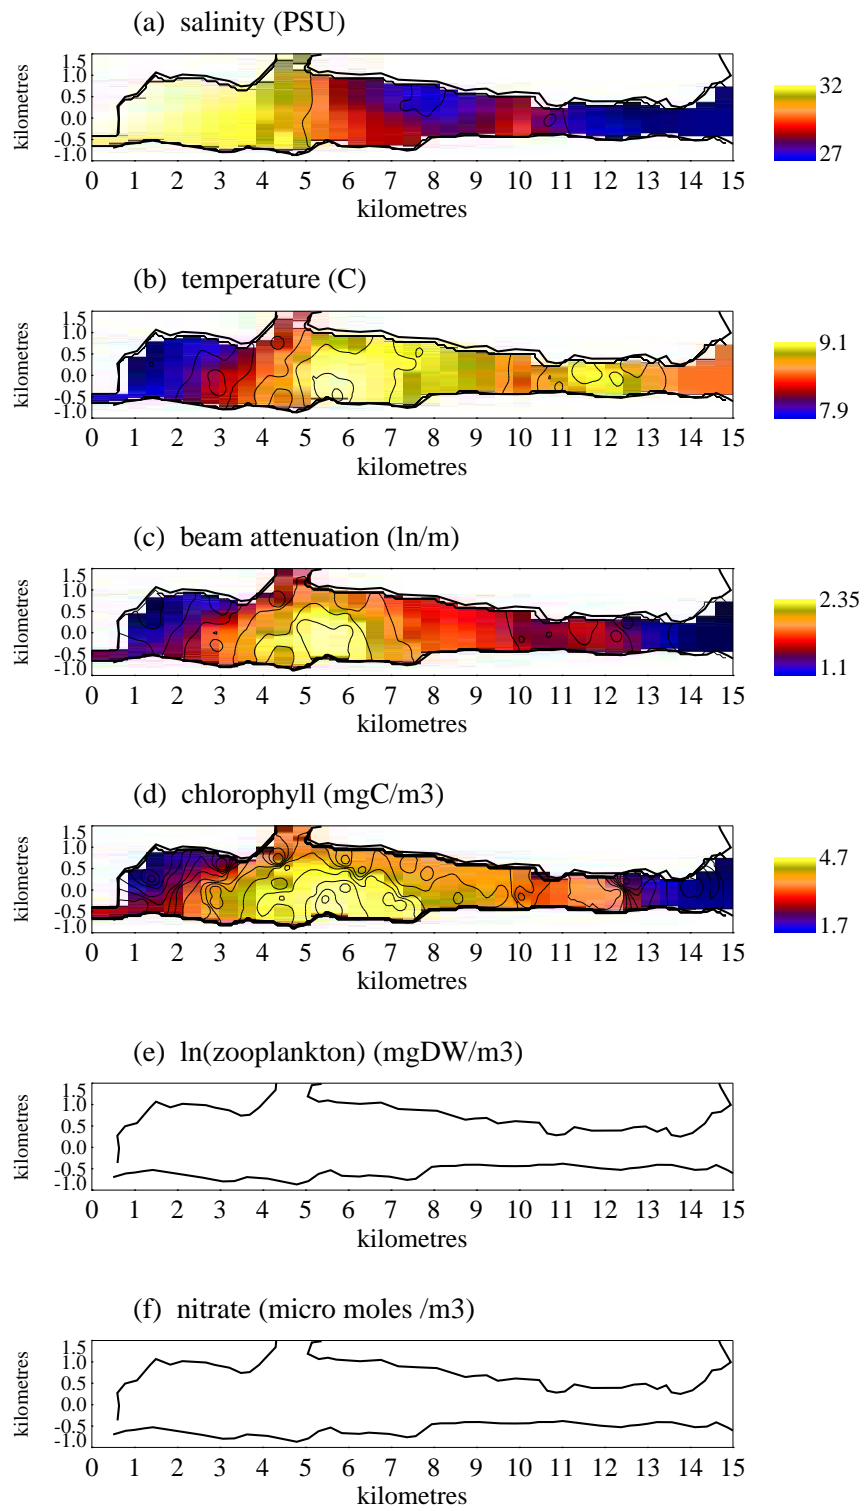 (a) salinity (PSU)
kilometres
1.5
1.0
0.5
0.0
-0.5
-1.0
0 1 2 3 4 5 6 7 8 9 10 11 12 13 14 15
kilometres
32
27
(b) temperature (C)
kilometres
1.5
1.0
0.5
0.0
-0.5
-1.0
0 1 2 3 4 5 6 7 8 9 10 11 12 13 14 15
kilometres
9.1
7.9
(c) beam attenuation (ln/m)
kilometres
1.5
1.0
0.5
0.0
-0.5
-1.0
0 1 2 3 4 5 6 7 8 9 10 11 12 13 14 15
kilometres
2.35
1.1
(d) chlorophyll (mgC/m3)
kilometres
1.5
1.0
0.5
0.0
-0.5
-1.0
0 1 2 3 4 5 6 7 8 9 10 11 12 13 14 15
kilometres
4.7
1.7
(e) ln(zooplankton) (mgDW/m3)
kilometres
1.5
1.0
0.5
0.0
-0.5
-1.0
0 1 2 3 4 5 6 7 8 9 10 11 12 13 14 15
kilometres
(f) nitrate (micro moles /m3)
kilometres
1.5
1.0
0.5
0.0
-0.5
-1.0
0 1 2 3 4 5 6 7 8 9 10 11 12 13 14 15
kilometres